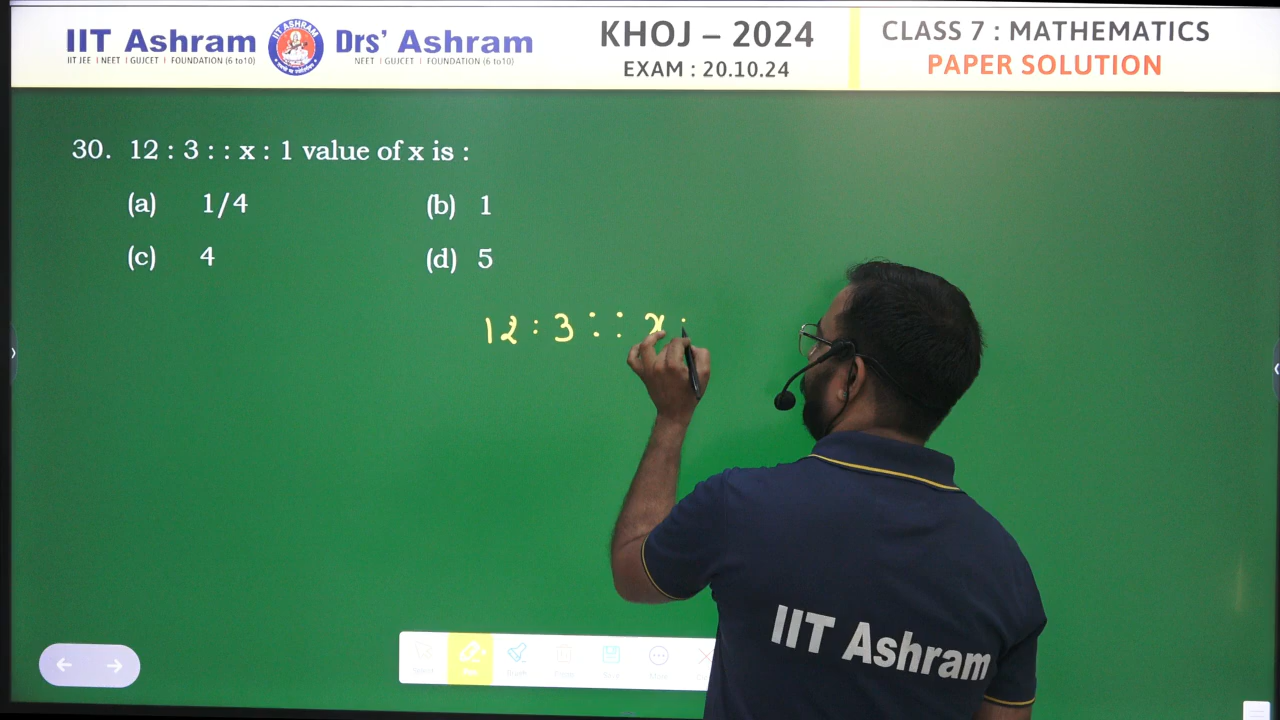 IIT Ashram
IIT JEE | NEET | GUJCET | FOUNDATION (6 to10)
IIT ASHRAM
Drs' Ashram
NEET | GUJCET | FOUNDATION (6 to10)
KHOJ – 2024
EXAM : 20.10.24
CLASS 7 : MATHEMATICS
PAPER SOLUTION
30. 12 : 3 : : x : 1 value of x is :
(a) 1/4 (b) 1
(c) 4 (d) 5
12 : 3 : : x :
IIT Ashram